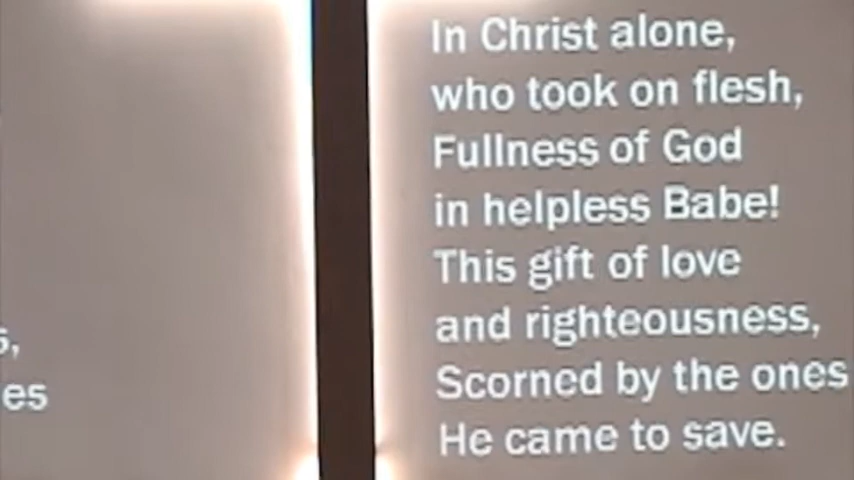 In Christ alone,
who took on flesh,
Fullness of God
in helpless Babe!
This gift of love
and righteousness,
Scorned by the ones
He came to save.